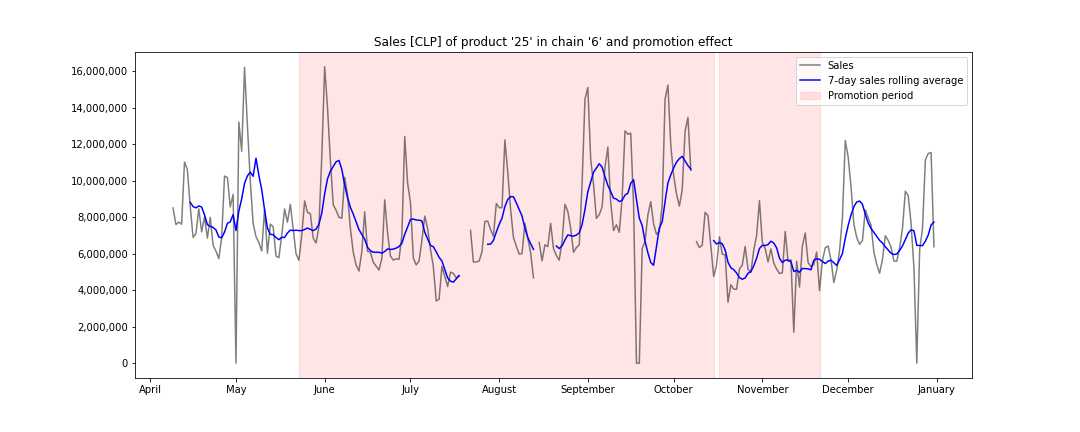 Sales [CLP] of product '25' in chain '6' and promotion effect
Sales
7-day sales rolling average
Promotion period
16,000,000
14,000,000
12,000,000
10,000,000
8,000,000
6,000,000
4,000,000
2,000,000
0
April May June July August September October November December January